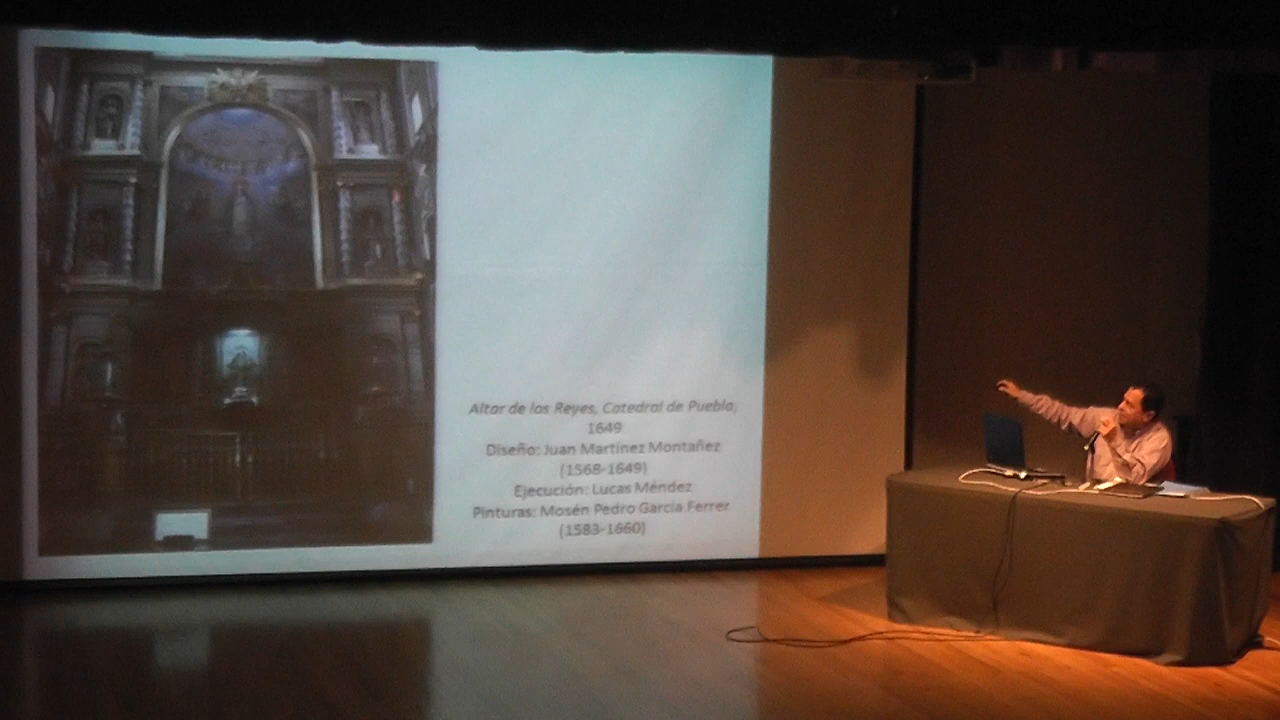 Altar de los Reyes, Catedral de Puebla,
1649
Diseño: Juan Martínez Montañez
(1568-1649)
Ejecución: Lucas Méndez
Pinturas: Mosén Pedro García Ferrer
(1583-1660)